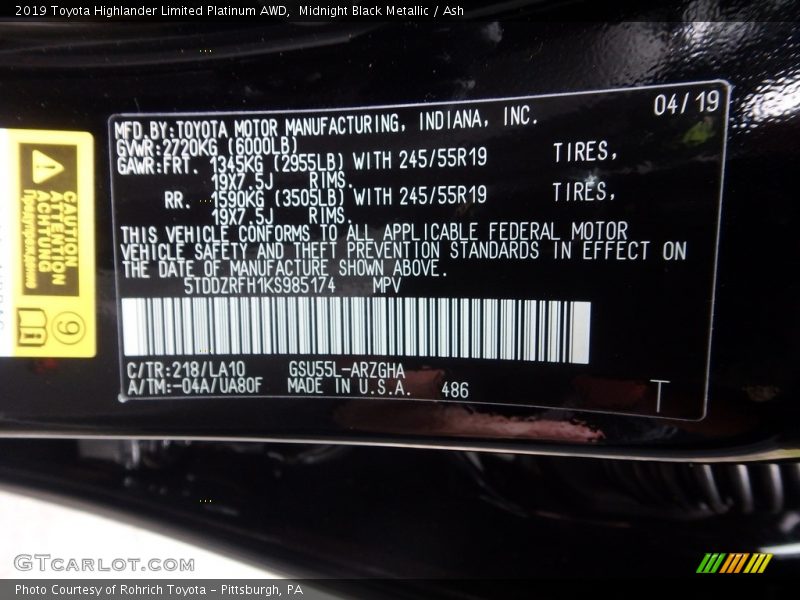 2019 Toyota Highlander Limited Platinum AWD, Midnight Black Metallic / Ash
04/19
MFD.BY:TOYOTA MOTOR MANUFACTURING, INDIANA, INC.
GVWR:2720KG (6000LB)
GAWR:FRT. 1345KG (2955LB) WITH 245/55R19 TIRES,
19X7.5J RIMS.
RR. 1590KG (3505LB) WITH 245/55R19 TIRES,
19X7.5J RIMS.
THIS VEHICLE CONFORMS TO ALL APPLICABLE FEDERAL MOTOR
VEHICLE SAFETY AND THEFT PREVENTION STANDARDS IN EFFECT ON
THE DATE OF MANUFACTURE SHOWN ABOVE.
5TDDZRFH1KS985174 MPV
C/TR:218/LA10 GSU55L-ARZGHA
A/TM:-04A/UA80F MADE IN U.S.A. 486
T
CAUTION
ATTENTION
ACHTUNG
9
GTCARLOT.COM
Photo Courtesy of Rohrich Toyota - Pittsburgh, PA